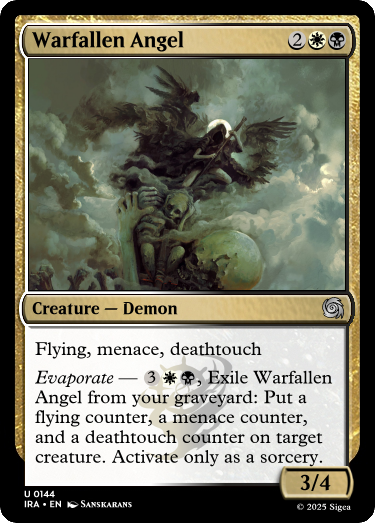 Warfallen Angel 2
Creature — Demon
Flying, menace, deathtouch
Evaporate — 3 , Exile Warfallen
Angel from your graveyard: Put a
flying counter, a menace counter,
and a deathtouch counter on target
creature. Activate only as a sorcery.
3/4
U 0144
IRA • EN Sanskarans
© 2025 Sigea